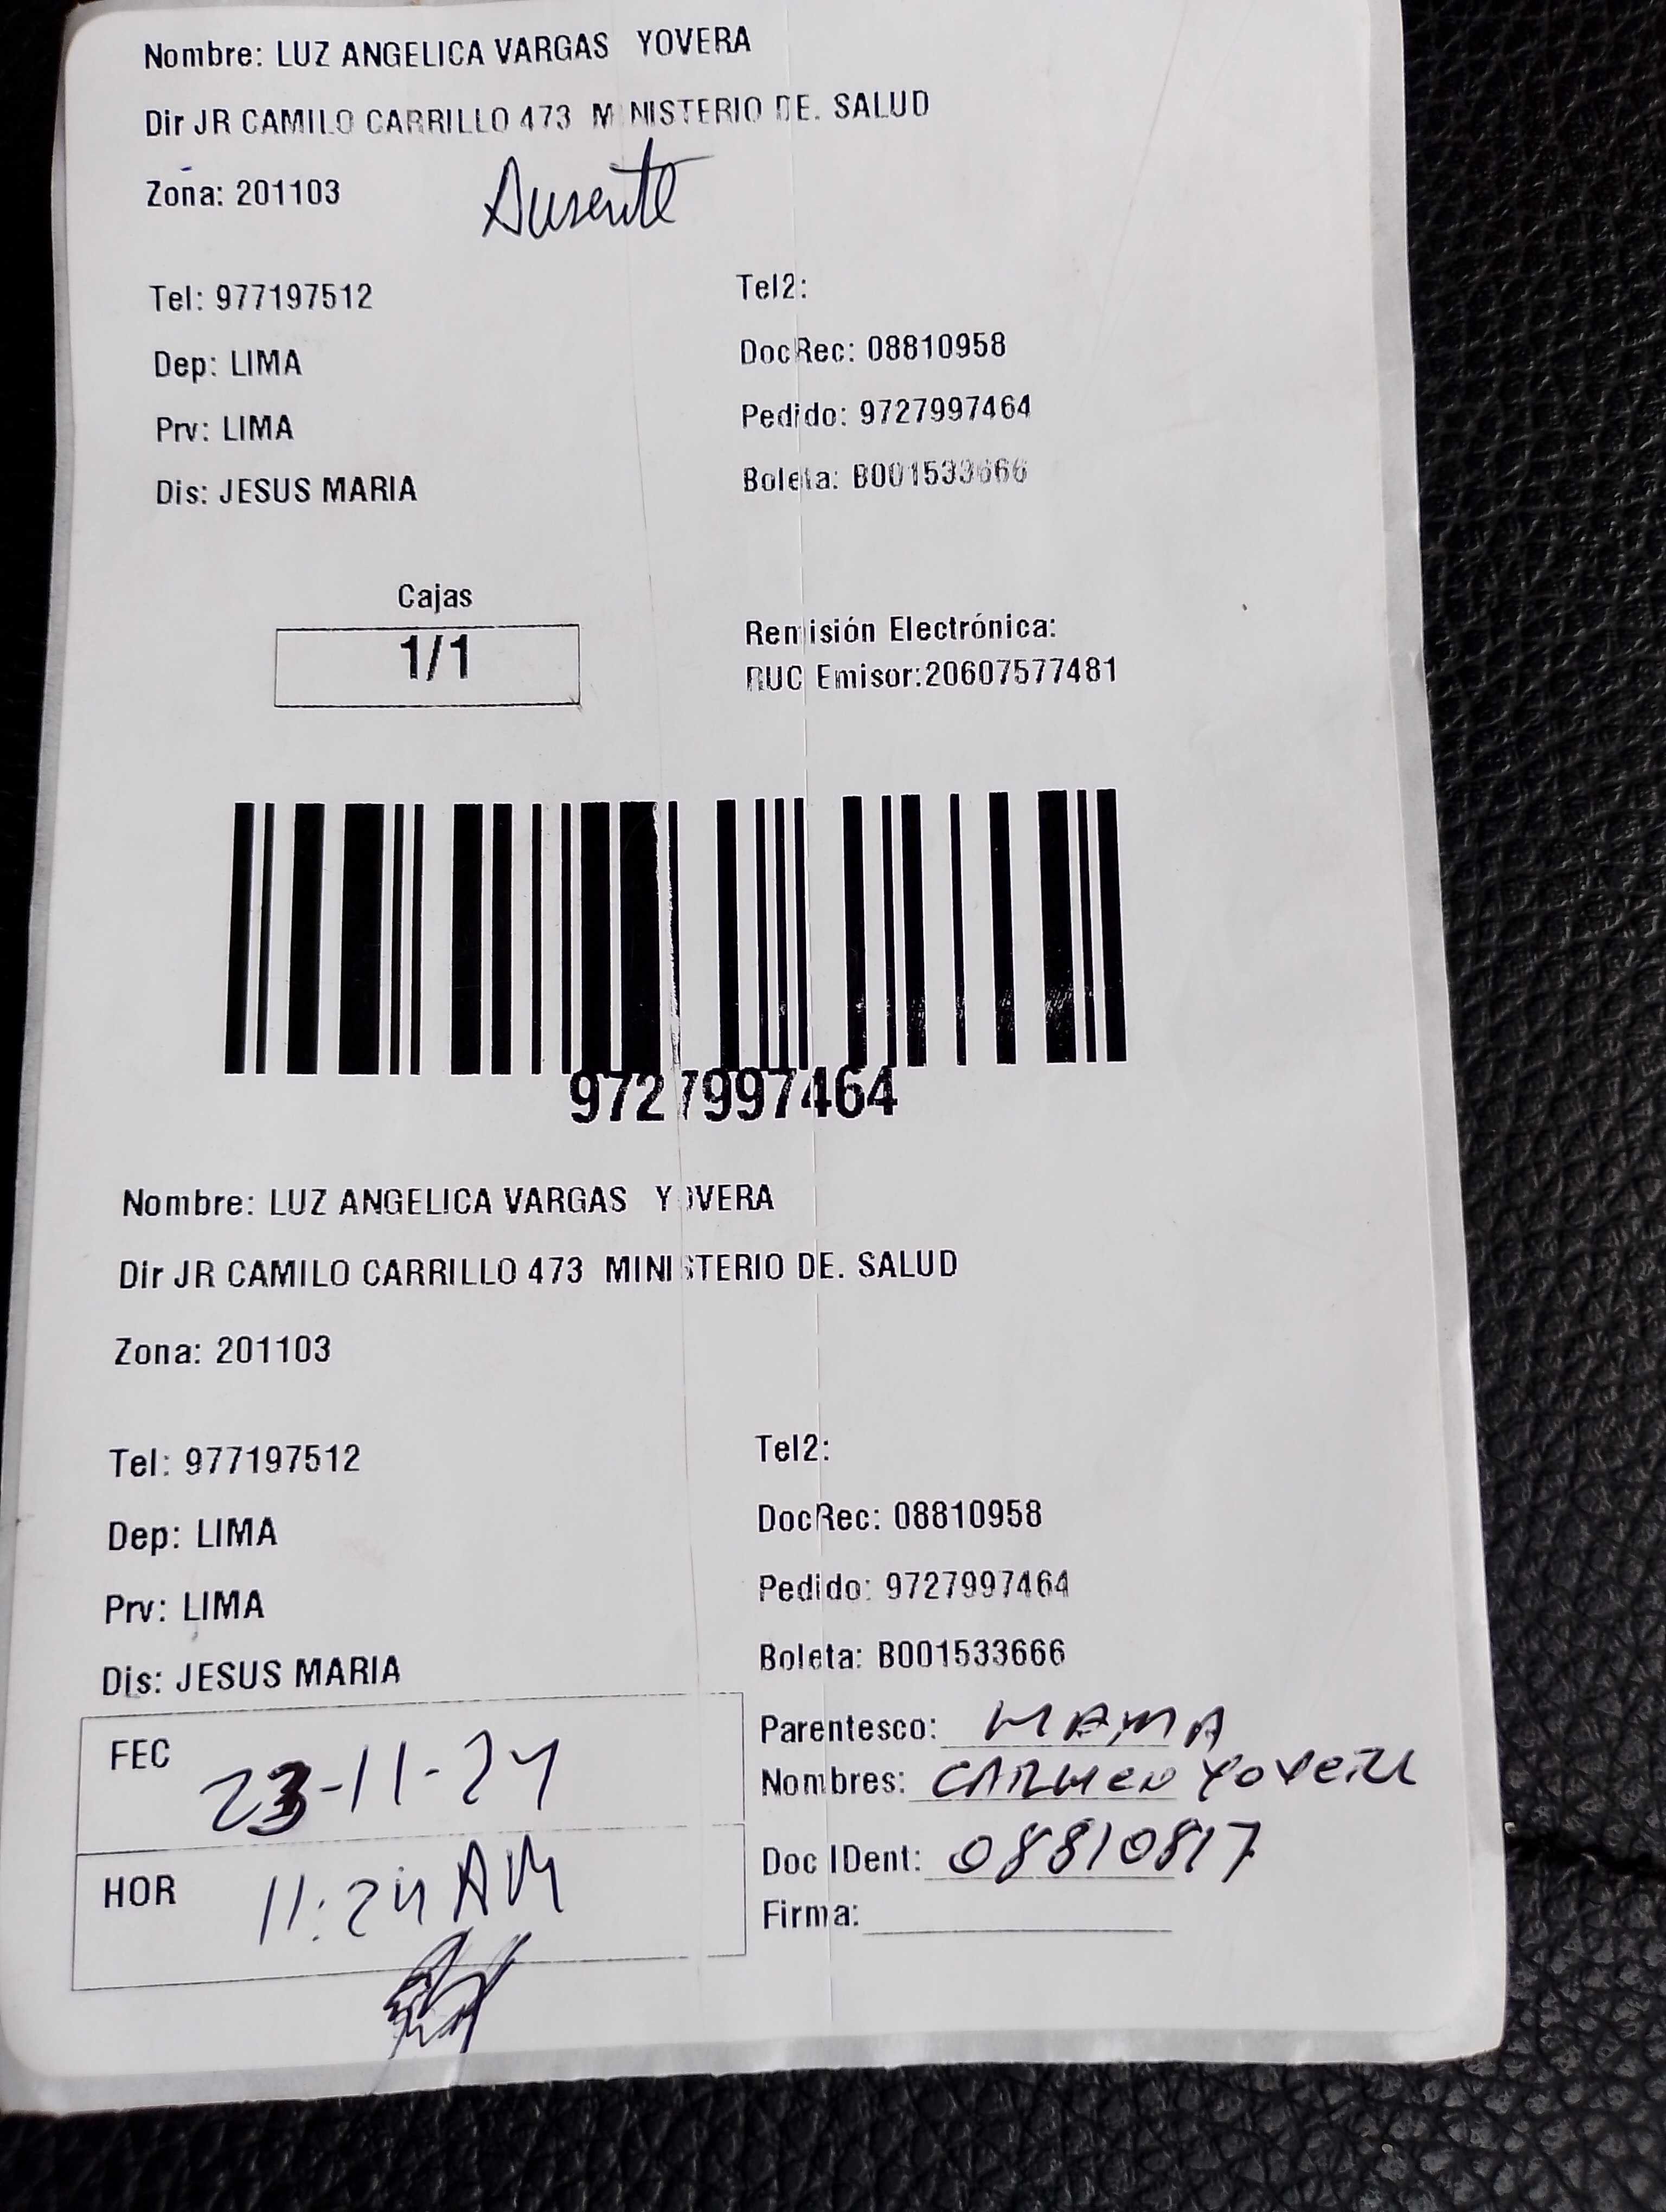 Nombre: LUZ ANGELICA VARGAS YOVERA
Dir JR CAMILO CARRILLO 473 MINISTERIO DE. SALUD
Zona: 201103
Ausente
Tel: 977197512 Tel2:
Dep: LIMA DocRec: 08810958
Prv: LIMA Pedido: 9727997464
Dis: JESUS MARIA Boleta: B001533666
Cajas
1/1
Remisión Electrónica:
RUC Emisor:20607577481
9727997464
Nombre: LUZ ANGELICA VARGAS YOVERA
Dir JR CAMILO CARRILLO 473 MINISTERIO DE. SALUD
Zona: 201103
Tel: 977197512 Tel2:
Dep: LIMA DocRec: 08810958
Prv: LIMA Pedido: 9727997464
Dis: JESUS MARIA Boleta: B001533666
FEC 23-11-24
HOR 11:24 AM
Parentesco: MAMA
Nombres: CARMEN YOVERA
Doc IDent: 08810817
Firma: